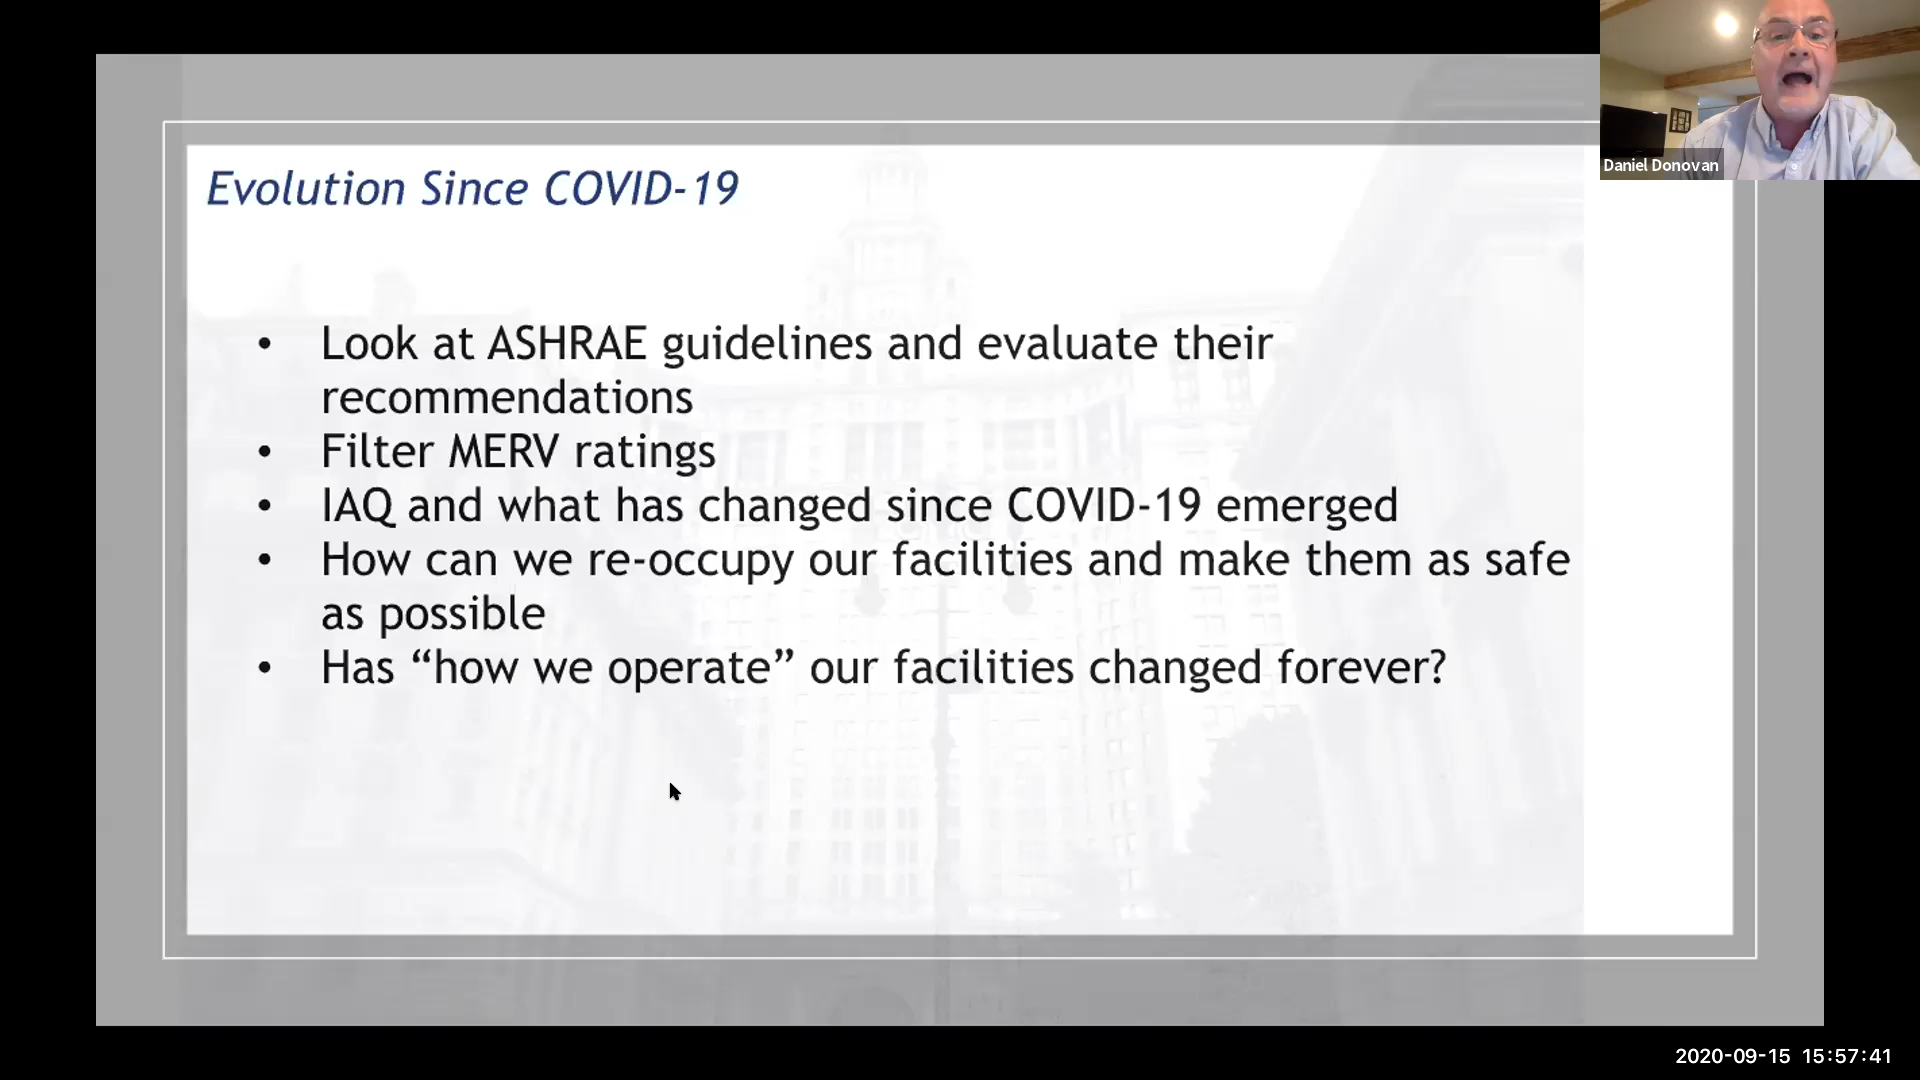 Evolution Since COVID-19
• Look at ASHRAE guidelines and evaluate their
recommendations
• Filter MERV ratings
• IAQ and what has changed since COVID-19 emerged
• How can we re-occupy our facilities and make them as safe
as possible
• Has “how we operate” our facilities changed forever?
Daniel Donovan
2020-09-15 15:57:41